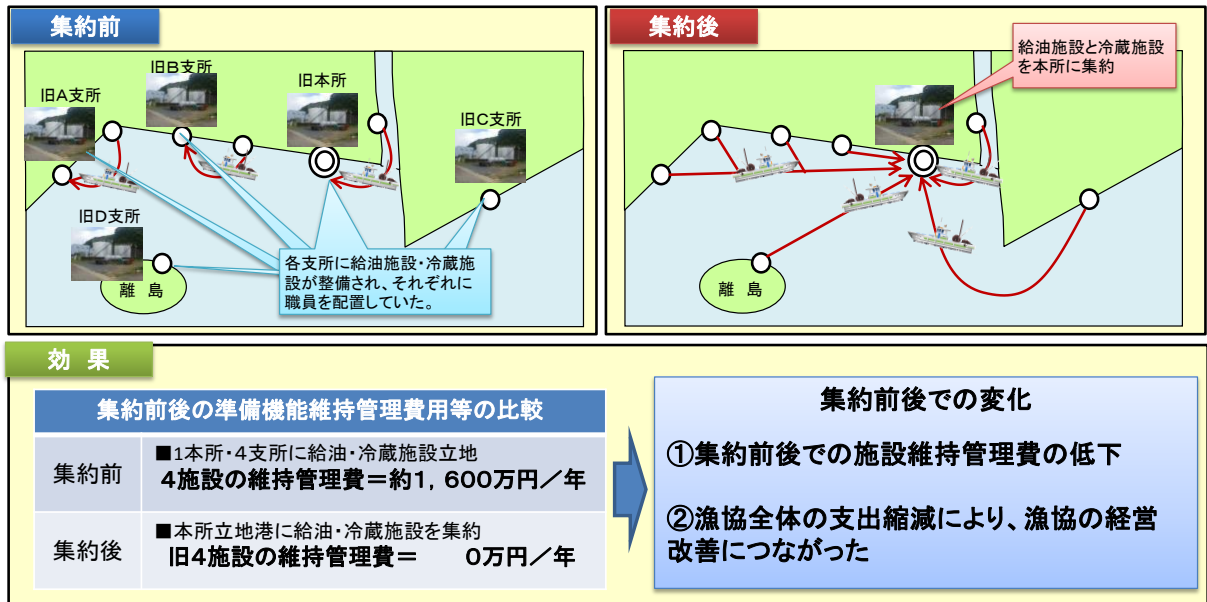 集約前
旧A支所
旧B支所
旧本所
旧C支所
旧D支所
離 島
各支所に給油施設・冷蔵施
設が整備され、それぞれに
職員を配置していた。
集約後
給油施設と冷蔵施設
を本所に集約
離 島
効 果
集約前後の準備機能維持管理費用等の比較
集約前
■1本所・4支所に給油・冷蔵施設立地
4施設の維持管理費＝約1，600万円／年
集約後
■本所立地港に給油・冷蔵施設を集約
旧4施設の維持管理費＝　　0万円／年
集約前後での変化
①集約前後での施設維持管理費の低下
②漁協全体の支出縮減により、漁協の経営
改善につながった